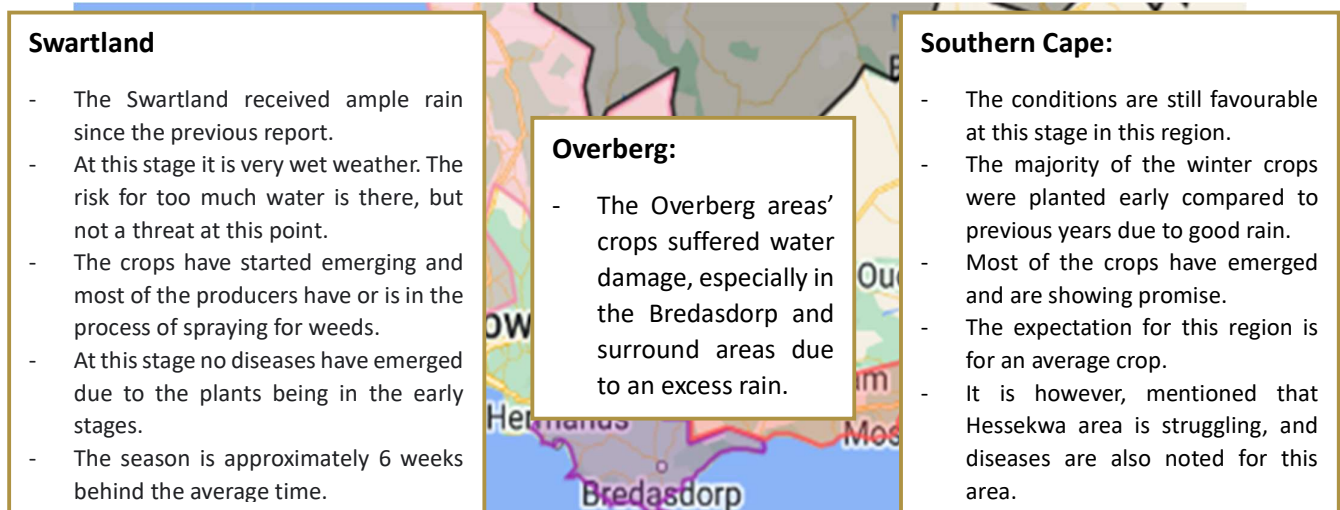 Swartland
- The Swartland received ample rain
since the previous report.
- At this stage it is very wet weather. The
risk for too much water is there, but
not a threat at this point.
- The crops have started emerging and
most of the producers have or is in the
process of spraying for weeds.
- At this stage no diseases have emerged
due to the plants being in the early
stages.
- The season is approximately 6 weeks
behind the average time.
Overberg:
- The Overberg areas’
crops suffered water
damage, especially in
the Bredasdorp and
surround areas due
to an excess rain.
Southern Cape:
- The conditions are still favourable
at this stage in this region.
- The majority of the winter crops
were planted early compared to
previous years due to good rain.
- Most of the crops have emerged
and are showing promise.
- The expectation for this region is
for an average crop.
- It is however, mentioned that
Hessekwa area is struggling, and
diseases are also noted for this
area.
Ou
ow
am
Hermanus
Mos
Bredasdorp